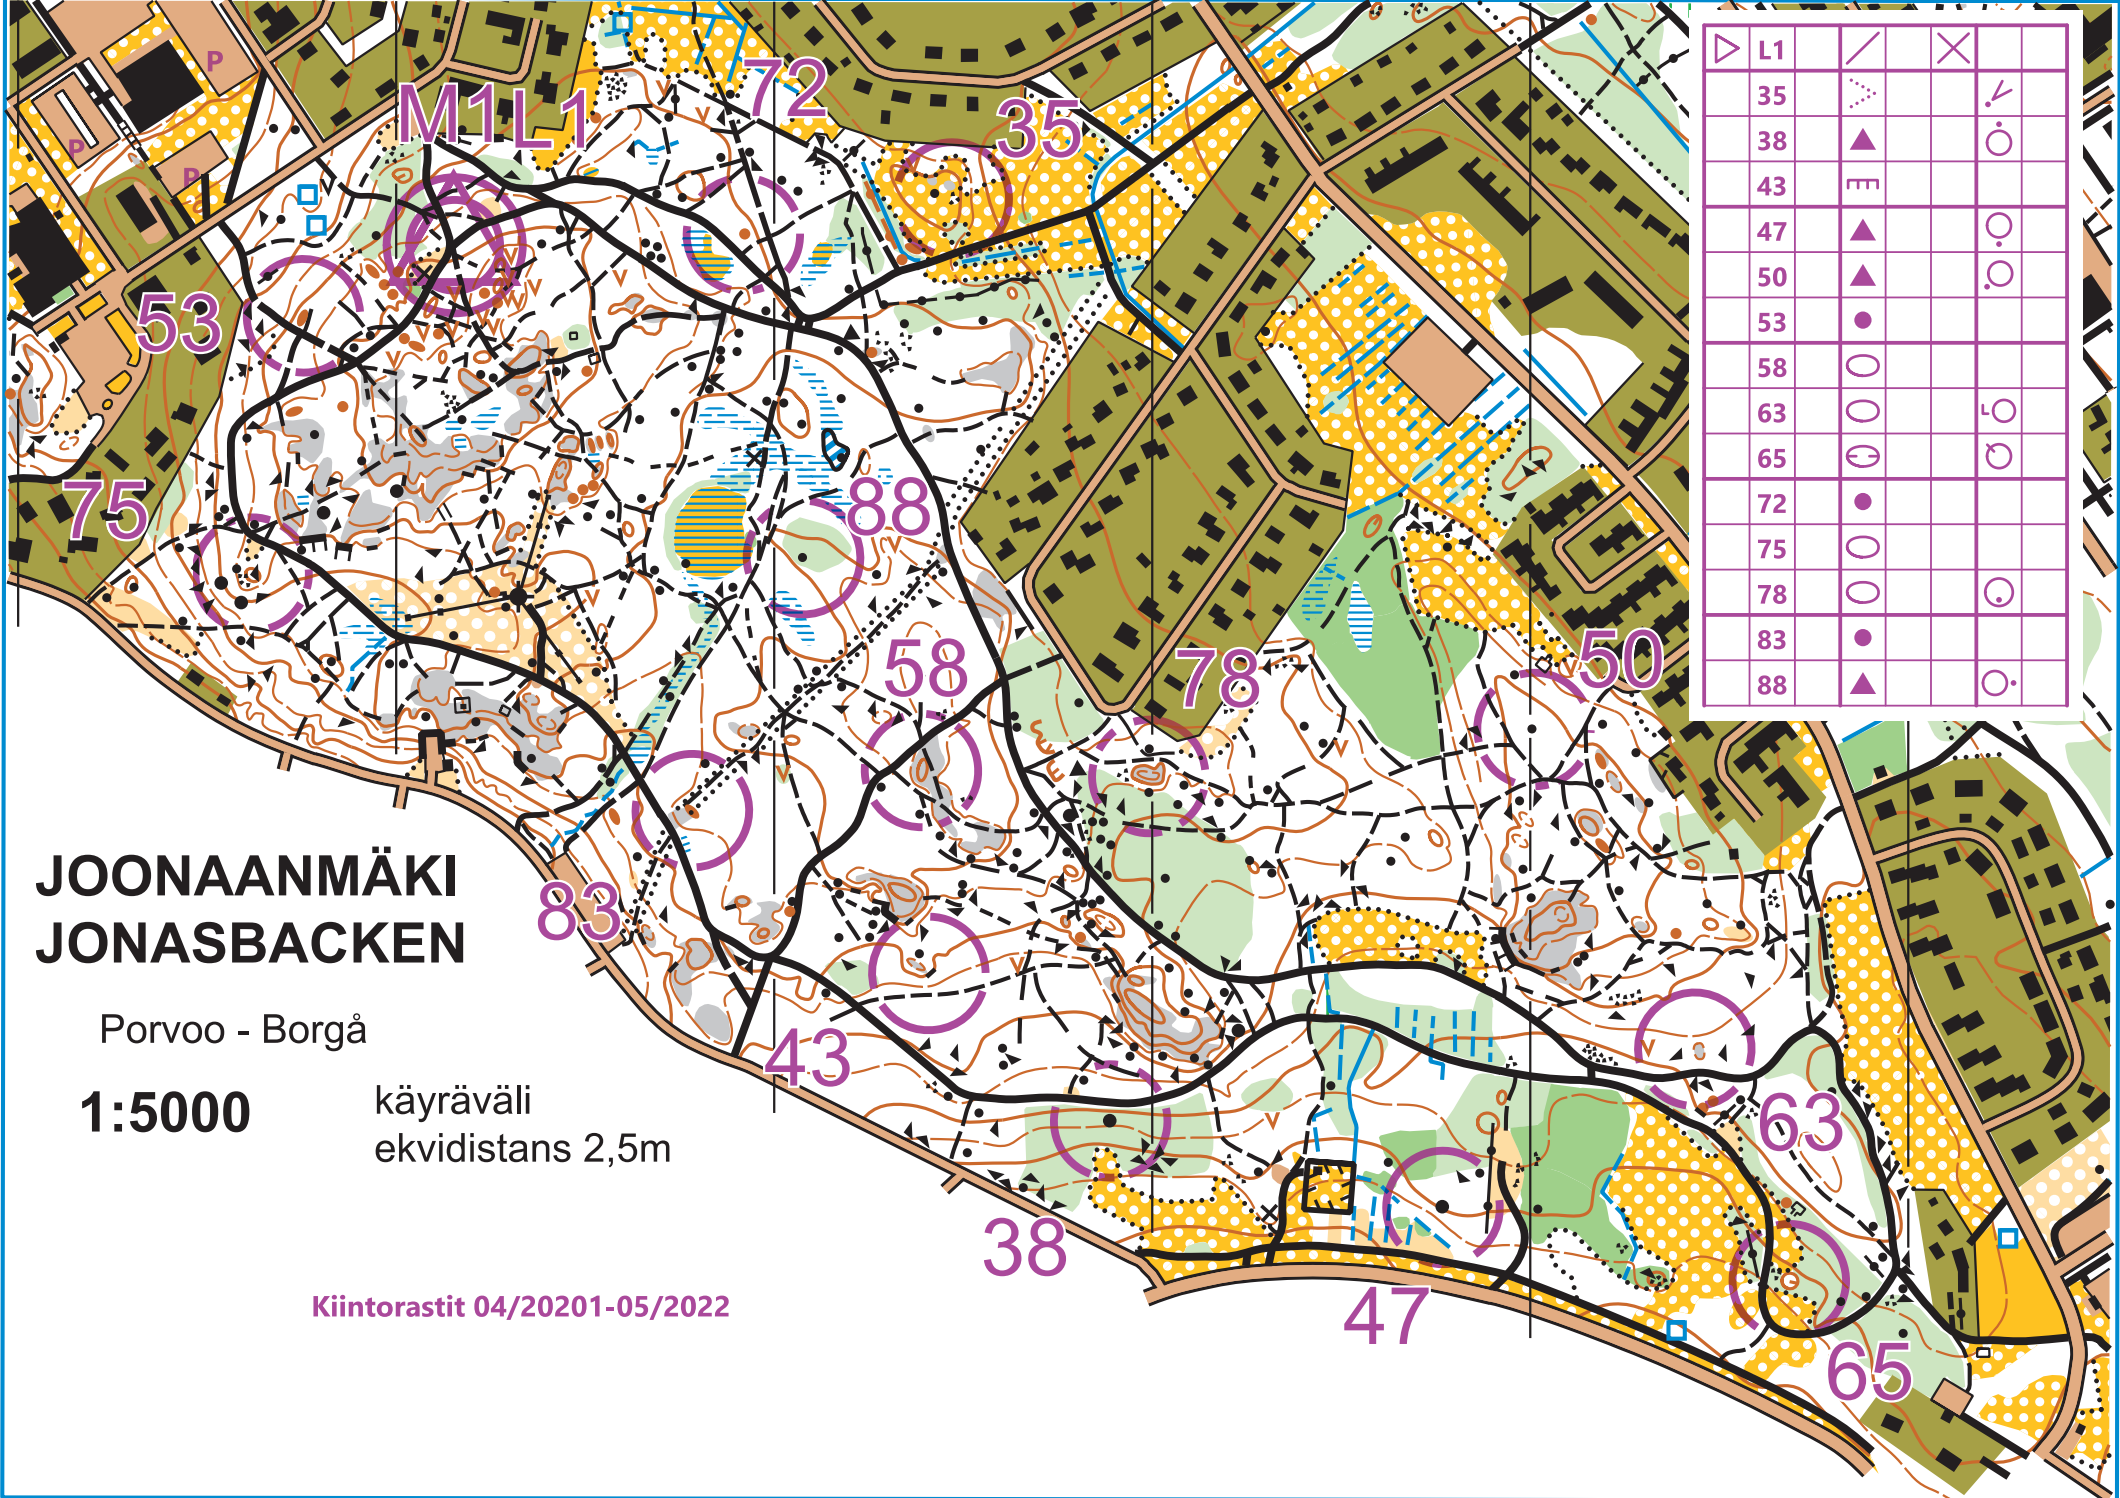 P
P
P
M1L1
72
35
53
75
88
58
78
50
83
43
38
47
63
65
JOONAANMÄKI
JONASBACKEN
Porvoo - Borgå
1:5000
käyräväli
ekvidistans 2,5m
Kiintorastit 04/20201-05/2022
L1
35
38
43
47
50
53
58
63
65
72
75
78
83
88